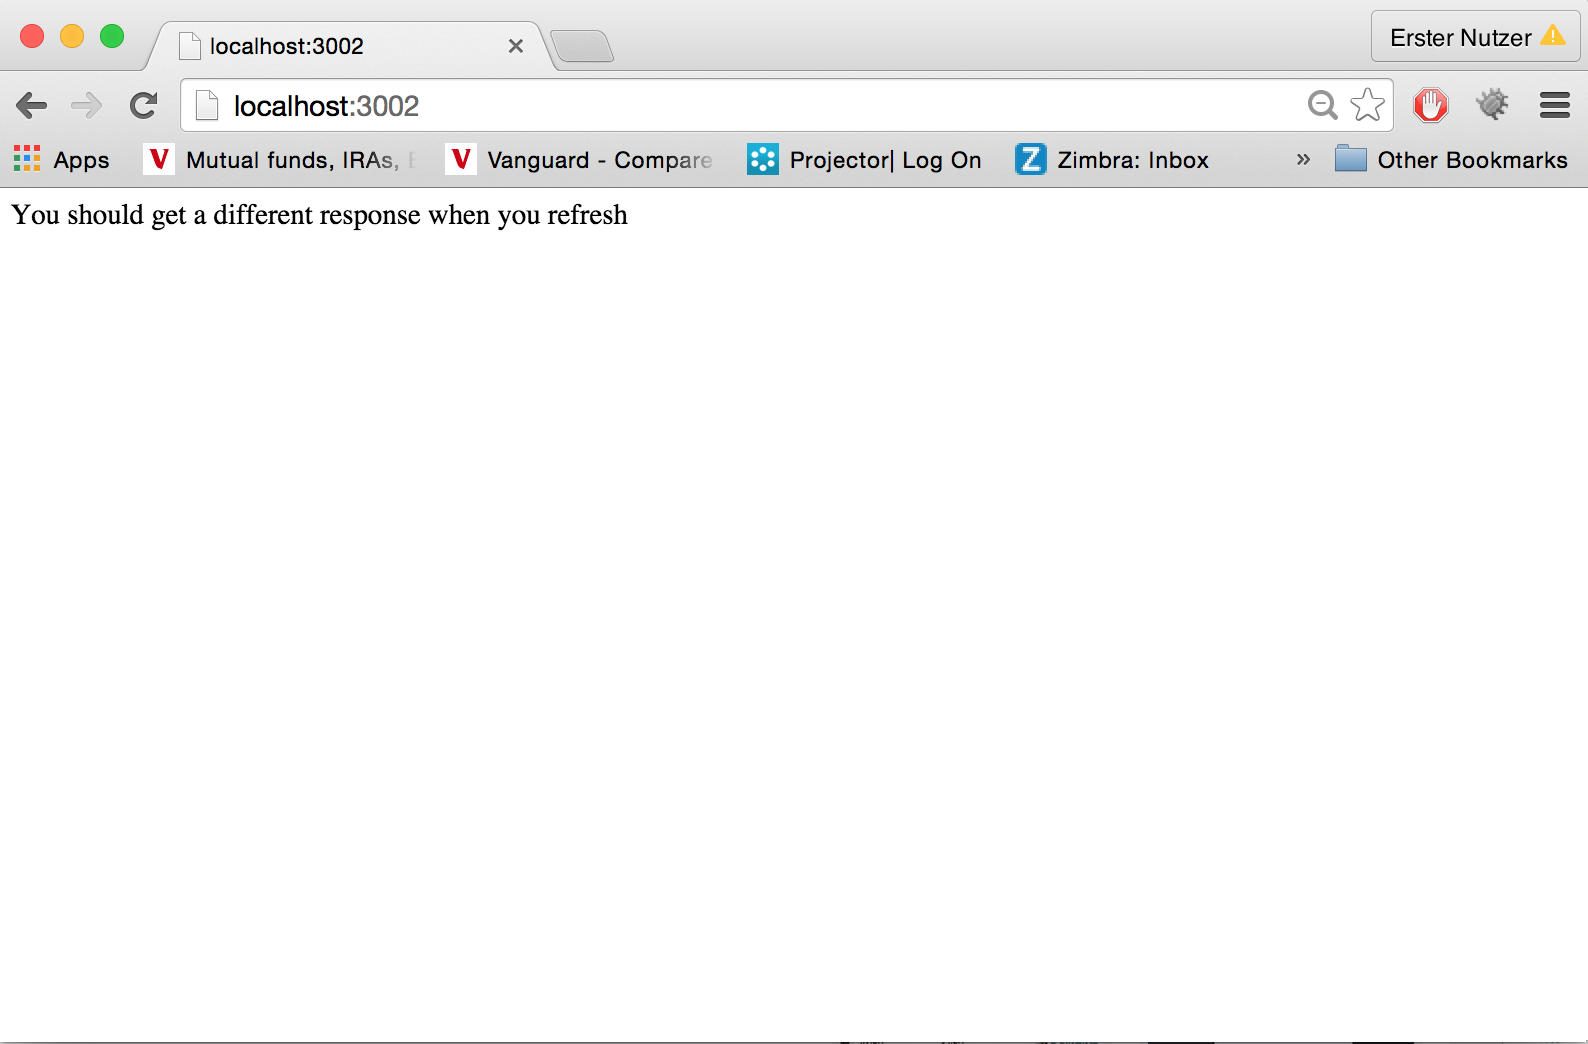 localhost:3002
Erster Nutzer
localhost:3002
Apps
Mutual funds, IRAs,
Vanguard - Compare
Projector| Log On
Zimbra: Inbox
»
Other Bookmarks
You should get a different response when you refresh